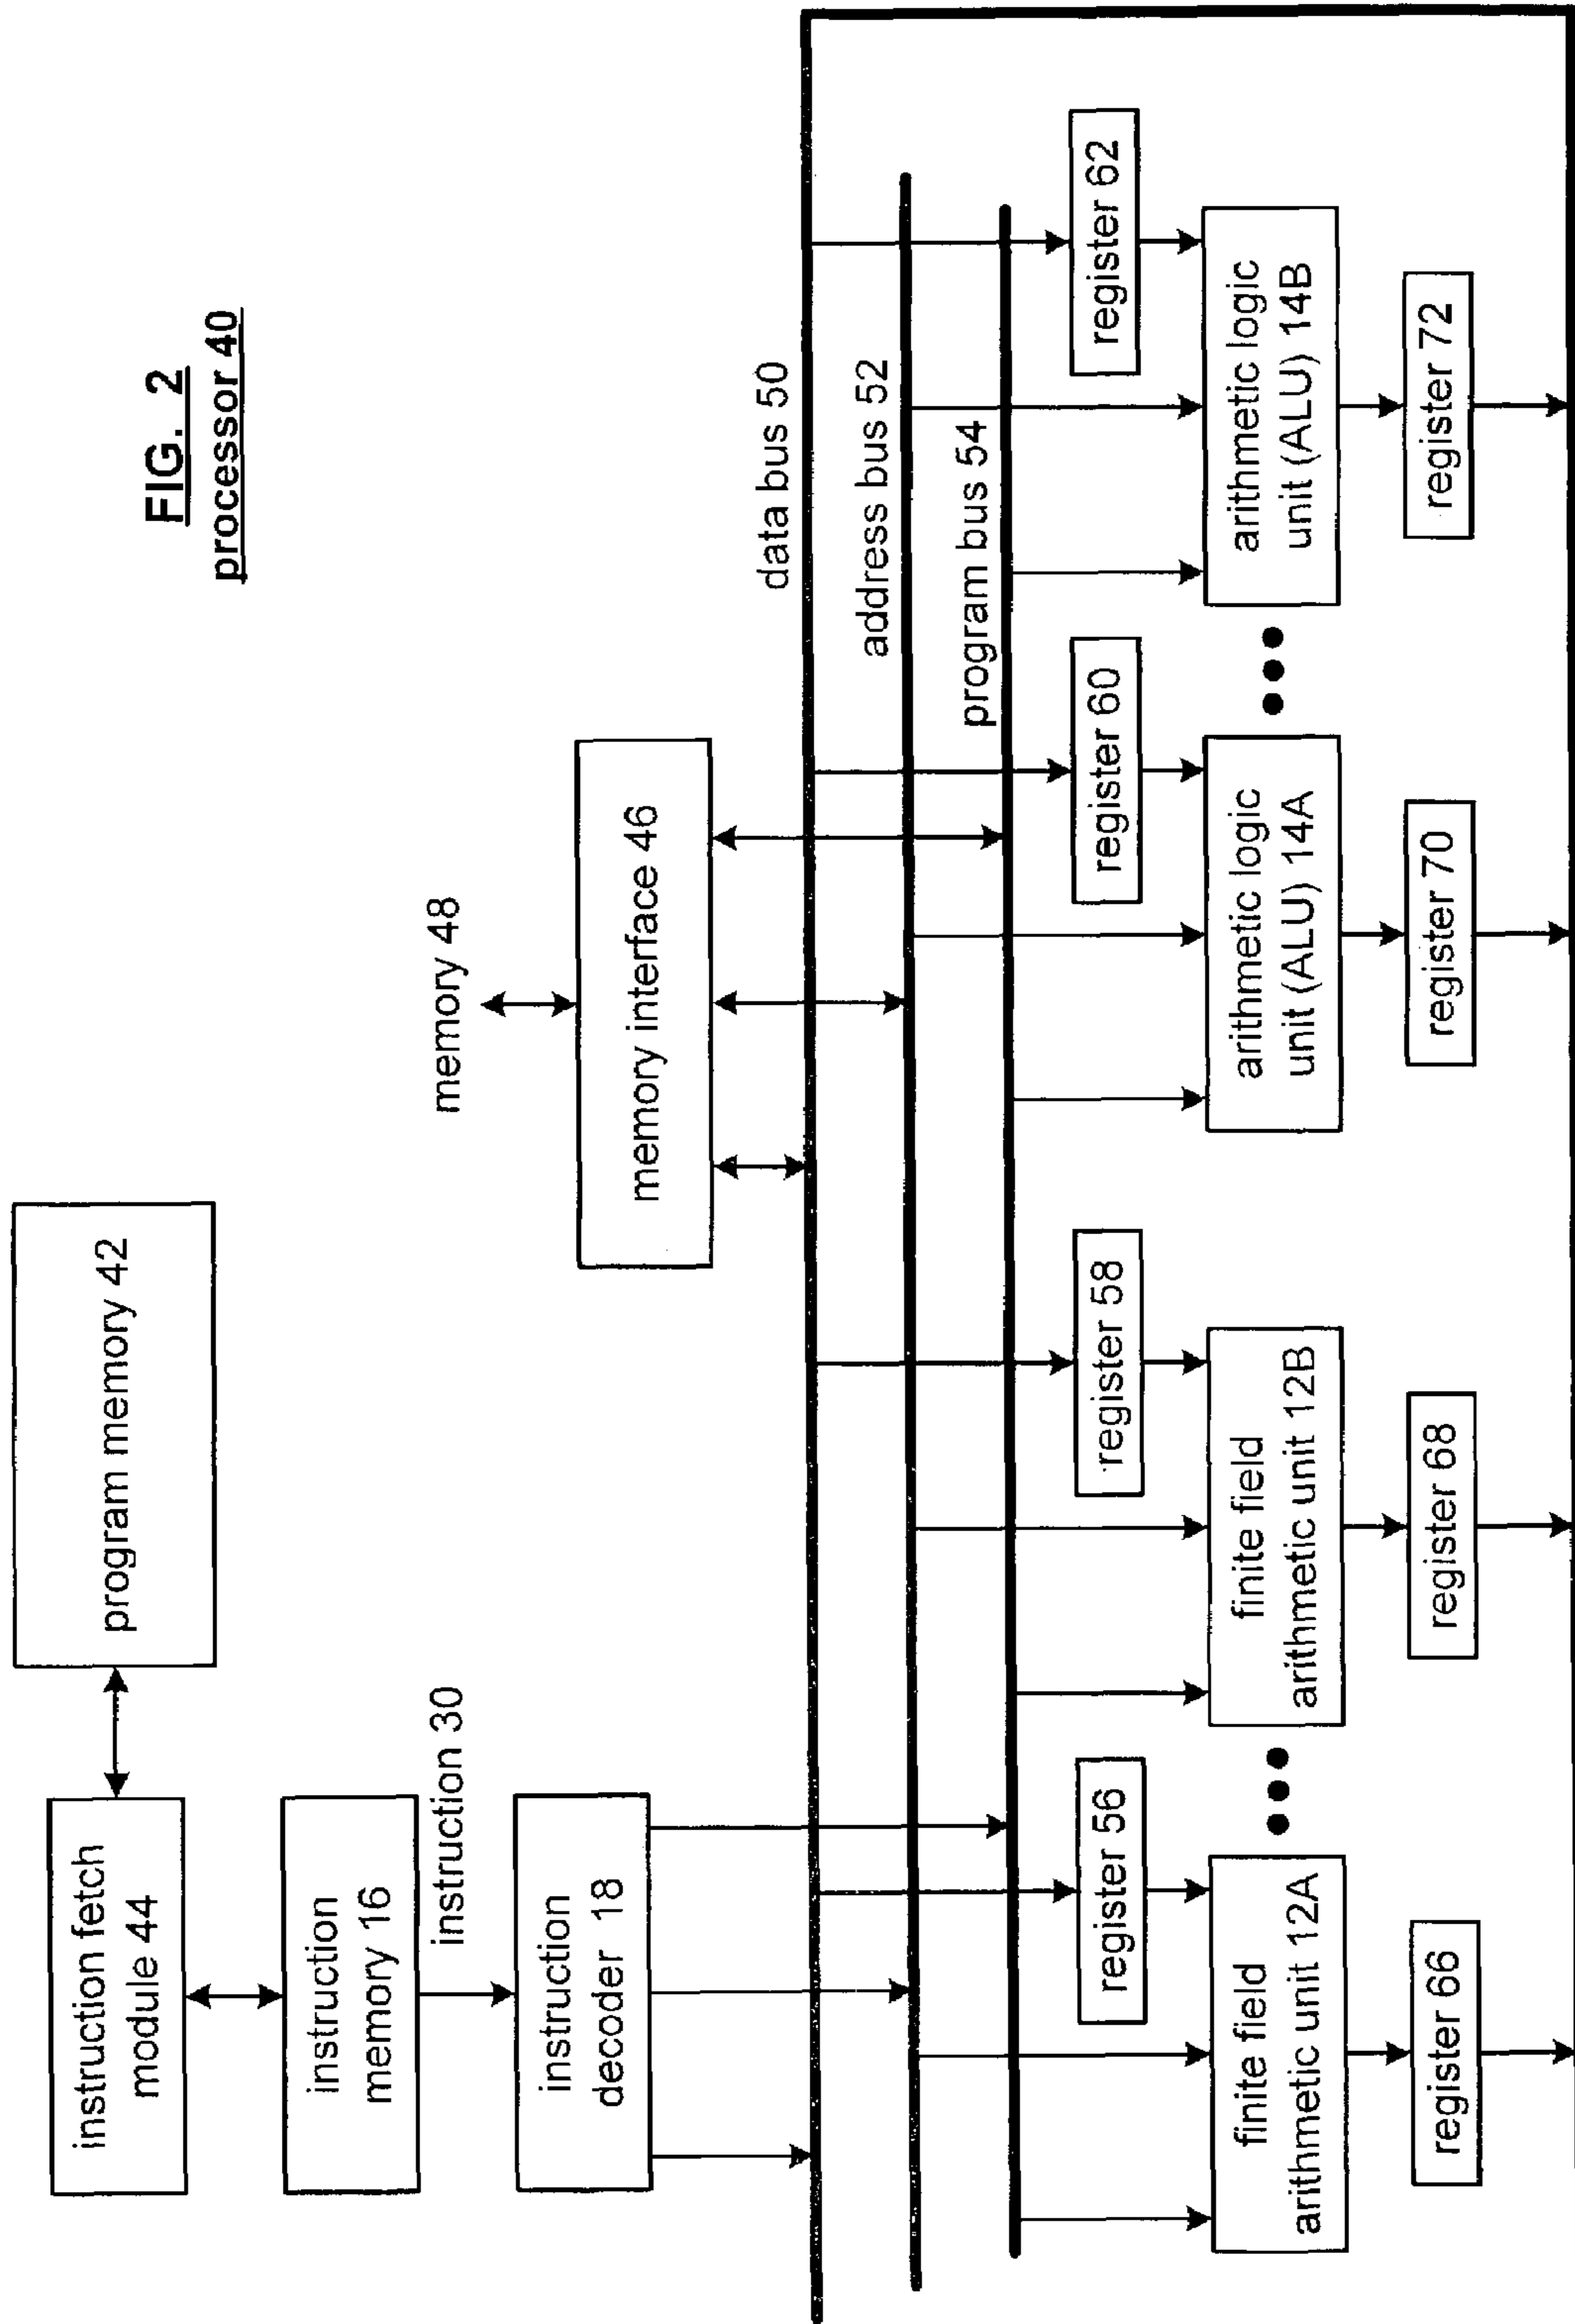 FIG. 2
processor 40
program memory 42
instruction fetch
module 44
instruction
memory 16
instruction 30
instruction
decoder 18
memory 48
memory interface 46
data bus 50
address bus 52
program bus 54
register 56
register 58
register 60
register 62
finite field
arithmetic unit 12A
finite field
arithmetic unit 12B
arithmetic logic
unit (ALU) 14A
arithmetic logic
unit (ALU) 14B
register 66
register 68
register 70
register 72